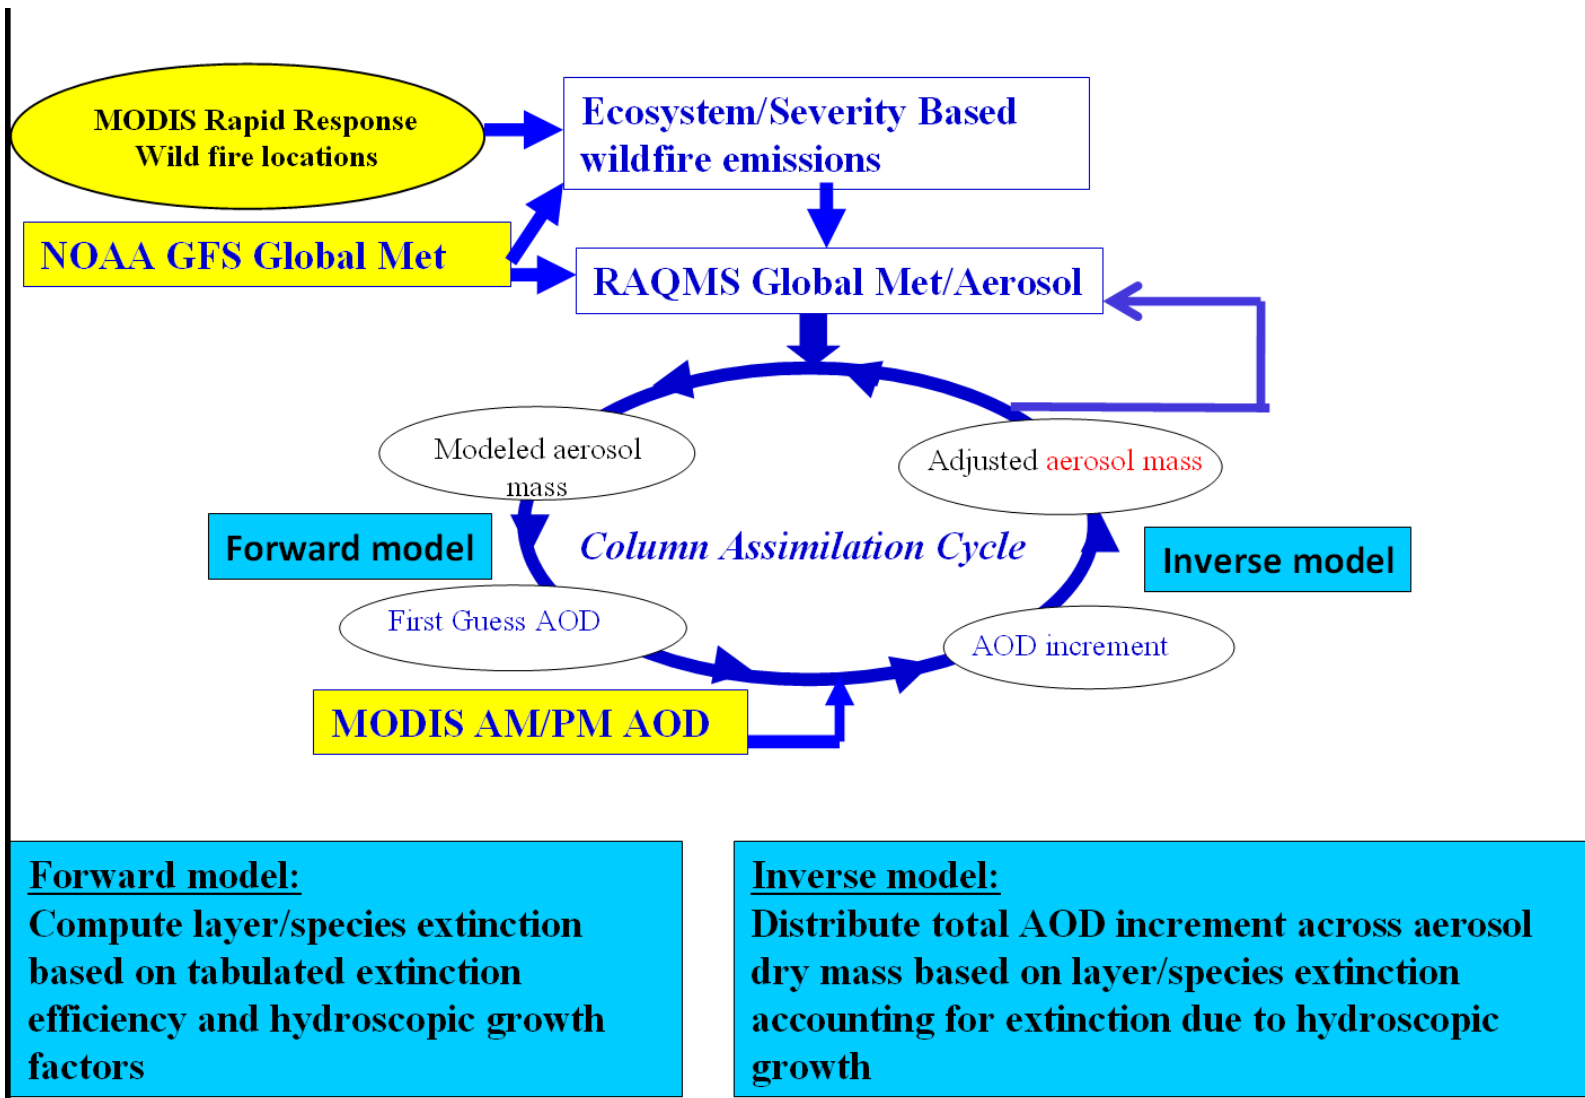 MODIS Rapid Response
Wild fire locations
Ecosystem/Severity Based
wildfire emissions
NOAA GFS Global Met
RAQMS Global Met/Aerosol
Modeled aerosol
mass
Adjusted aerosol mass
Forward model
Column Assimilation Cycle
Inverse model
First Guess AOD
AOD increment
MODIS AM/PM AOD
Forward model:
Compute layer/species extinction
based on tabulated extinction
efficiency and hydroscopic growth
factors
Inverse model:
Distribute total AOD increment across aerosol
dry mass based on layer/species extinction
accounting for extinction due to hydroscopic
growth